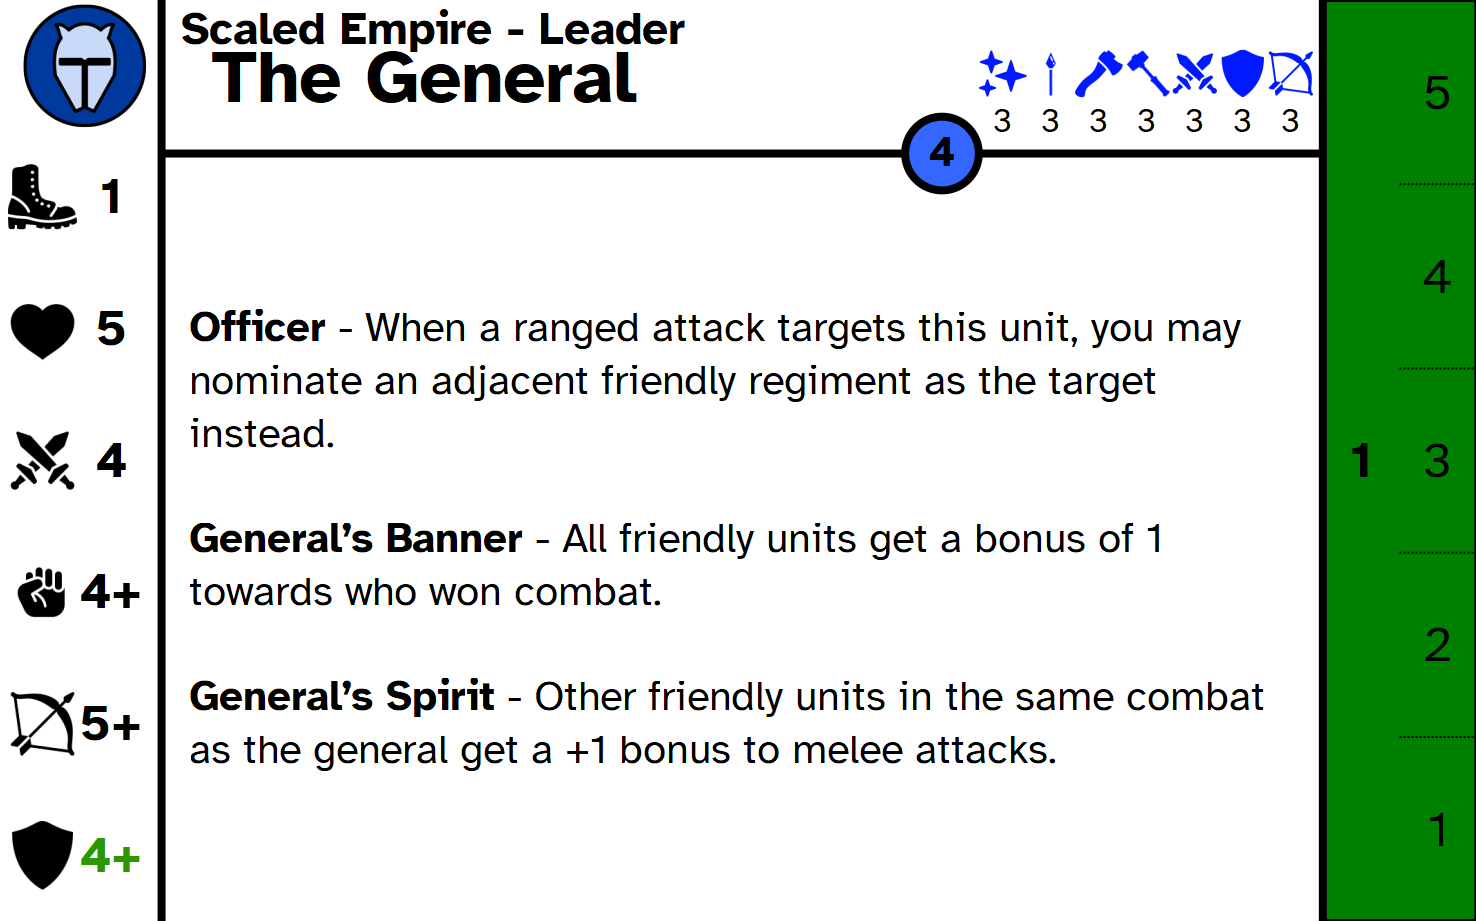 Scaled Empire - Leader
The General
3 3 3 3 3 3 3
4
1
5
4
4+
5+
4+
Officer - When a ranged attack targets this unit, you may
nominate an adjacent friendly regiment as the target
instead.
General’s Banner - All friendly units get a bonus of 1
towards who won combat.
General’s Spirit - Other friendly units in the same combat
as the general get a +1 bonus to melee attacks.
5
4
1 3
2
1